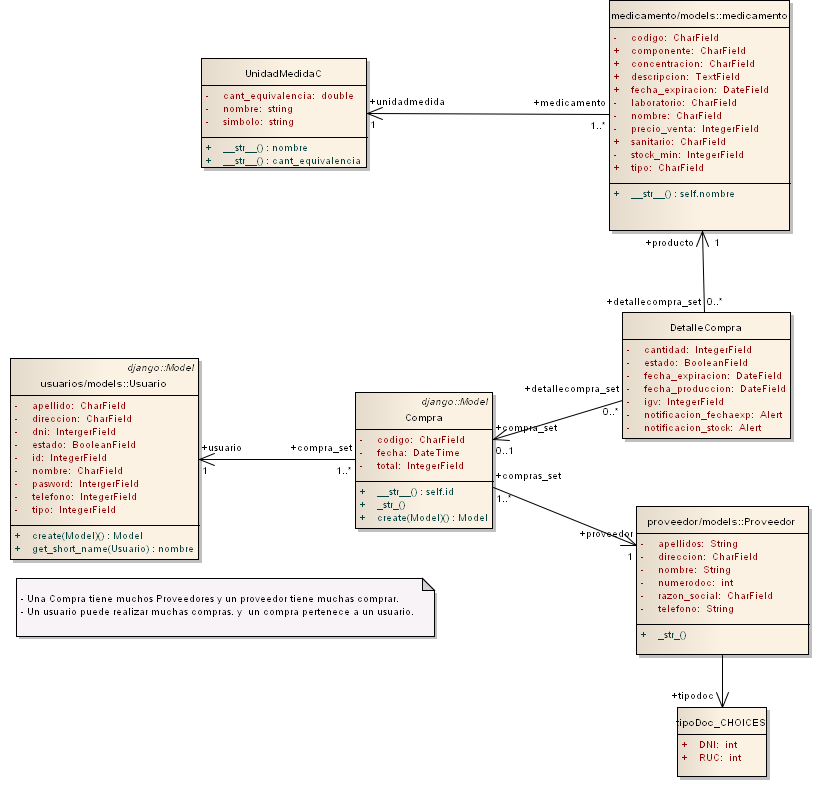 medicamento/models::medicamento
- codigo: CharField
+ componente: CharField
+ concentracion: CharField
+ descripcion: TextField
+ fecha_expiracion: DateField
- laboratorio: CharField
- nombre: CharField
- precio_venta: IntegerField
+ sanitario: CharField
- stock_min: IntegerField
+ tipo: CharField
+ __str__() : self.nombre
UnidadMedidaC
- cant_equivalencia: double
- nombre: string
- simbolo: string
+ __str__() : nombre
+ __str__() : cant_equivalencia
+unidadmedida
1
+medicamento
1..*
+producto 1
+detallecompra_set 0..*
DetalleCompra
- cantidad: IntegerField
- estado: BooleanField
- fecha_expiracion: DateField
- fecha_produccion: DateField
- igv: IntegerField
- notificacion_fechaexp: Alert
- notificacion_stock: Alert
+detallecompra_set
0..*
+compra_set
0..1
django::Model
usuarios/models::Usuario
- apellido: CharField
- direccion: CharField
- dni: IntergerField
- estado: BooleanField
- id: IntegerField
- nombre: CharField
- pasword: IntergerField
- telefono: IntegerField
- tipo: IntegerField
+ create(Model)() : Model
+ get_short_name(Usuario) : nombre
+usuario
1
+compra_set
1..*
django::Model
Compra
- codigo: CharField
- fecha: DateTime
- total: IntegerField
+ __str__() : self.id
+ _str_()
+ create(Model)() : Model
+compras_set
1..*
+proveedor
1
proveedor/models::Proveedor
- apellidos: String
- direccion: CharField
- nombre: String
- numerodoc: int
- razon_social: CharField
- telefono: String
+ _str_()
+tipodoc
tipoDoc_CHOICES
+ DNI: int
+ RUC: int
- Una Compra tiene muchos Proveedores y un proveedor tiene muchas comprar.
- Un usuario puede realizar muchas compras. y un compra pertenece a un usuario.